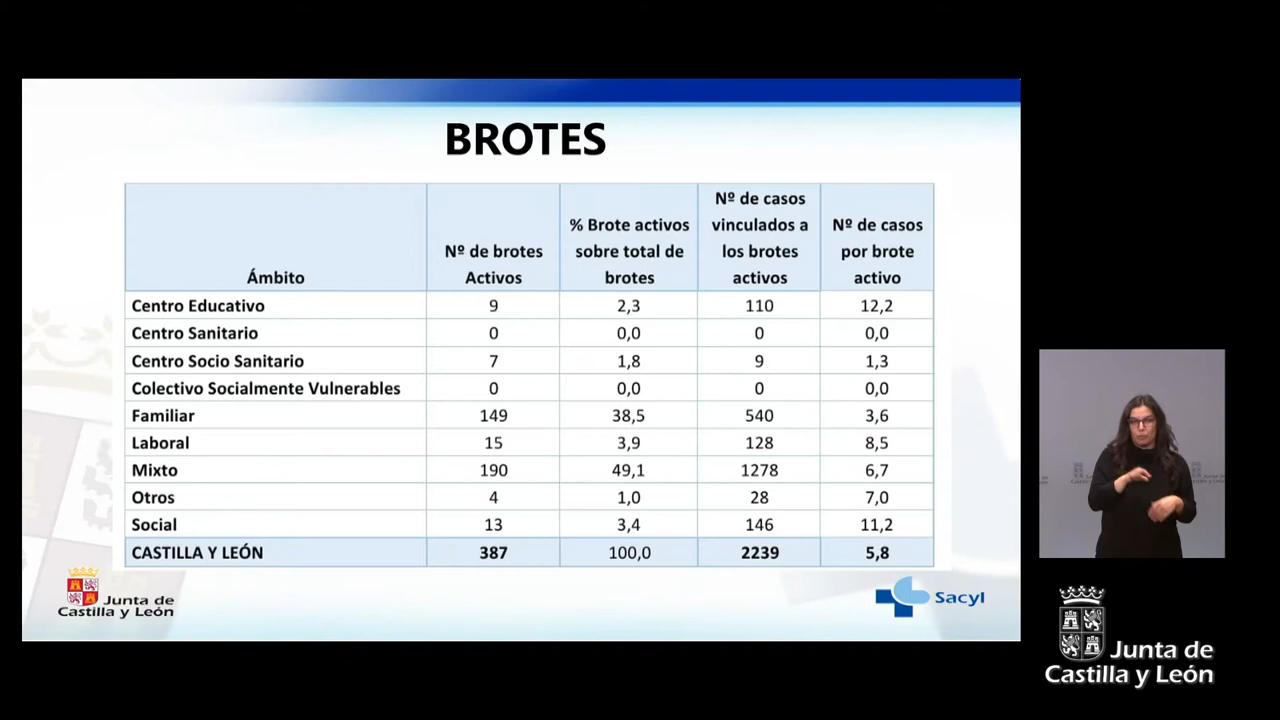 BROTES
Ámbito
Nº de brotes
Activos
% Brote activos
sobre total de
brotes
Nº de casos
vinculados a
los brotes
activos
Nº de casos
por brote
activo
Centro Educativo 9 2,3 110 12,2
Centro Sanitario 0 0,0 0 0,0
Centro Socio Sanitario 7 1,8 9 1,3
Colectivo Socialmente Vulnerables 0 0,0 0 0,0
Familiar 149 38,5 540 3,6
Laboral 15 3,9 128 8,5
Mixto 190 49,1 1278 6,7
Otros 4 1,0 28 7,0
Social 13 3,4 146 11,2
CASTILLA Y LEÓN 387 100,0 2239 5,8
Junta de
Castilla y León
Sacyl
Junta de
Castilla y León